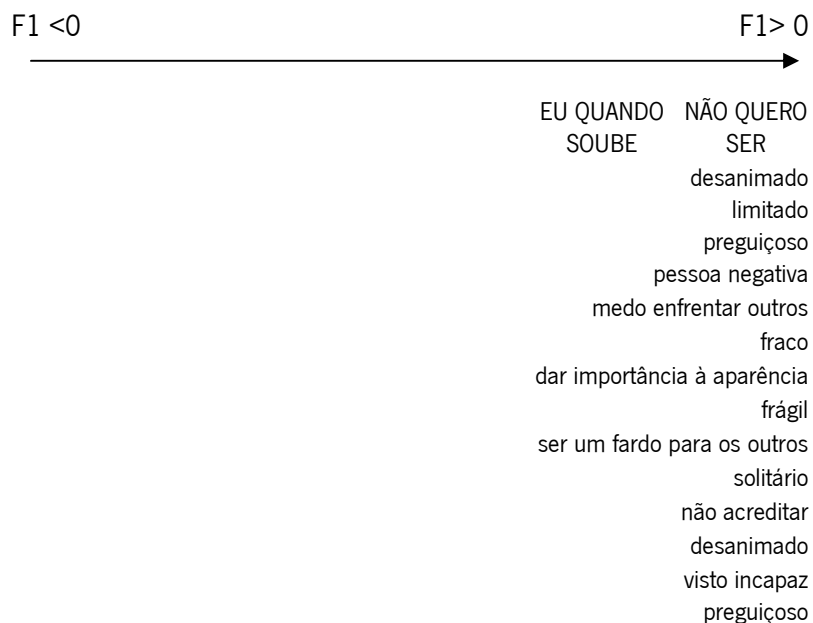 F1 <0 F1> 0
EU QUANDO NÃO QUERO
SOUBE SER
desanimado
limitado
preguiçoso
pessoa negativa
medo enfrentar outros
fraco
dar importância à aparência
frágil
ser um fardo para os outros
solitário
não acreditar
desanimado
visto incapaz
preguiçoso